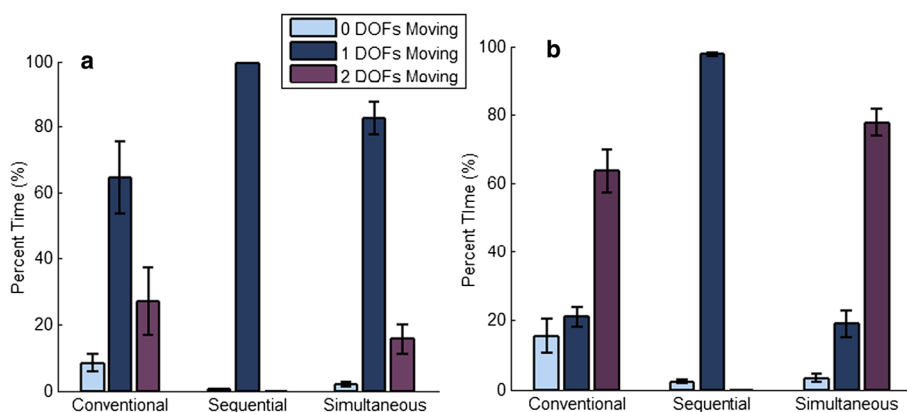 0 DOFs Moving
1 DOFs Moving
2 DOFs Moving
a
100
80
60
40
20
0
Percent Time (%)
Conventional Sequential Simultaneous
b
100
80
60
40
20
0
Percent TIme (%)
Conventional Sequential Simultaneous